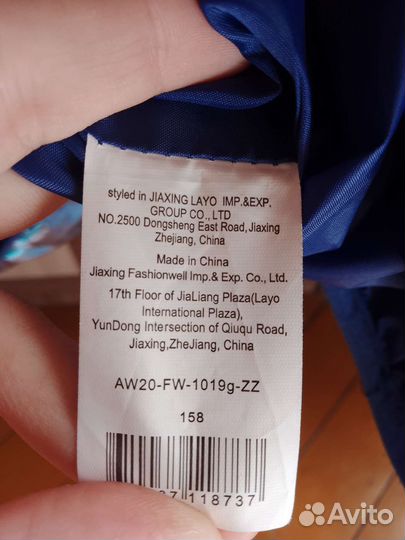 styled in JIAXING LAYO IMP.&EXP.
GROUP CO., LTD
NO.2500 Dongsheng East Road, Jiaxing
Zhejiang, China
Made in China
Jiaxing Fashionwell Imp.& Exp. Co., Ltd.
17th Floor of JiaLiang Plaza(Layo
International Plaza),
YunDong Intersection of Qiuqu Road,
Jiaxing,ZheJiang, China
AW20-FW-1019g-ZZ
158
118737
Avito